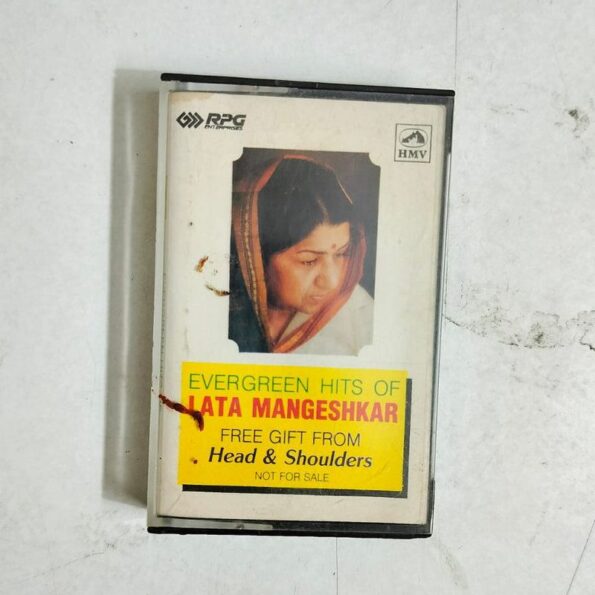 RPG
ENTERPRISES
HMV
EVERGREEN HITS OF
LATA MANGESHKAR
FREE GIFT FROM
Head & Shoulders
NOT FOR SALE